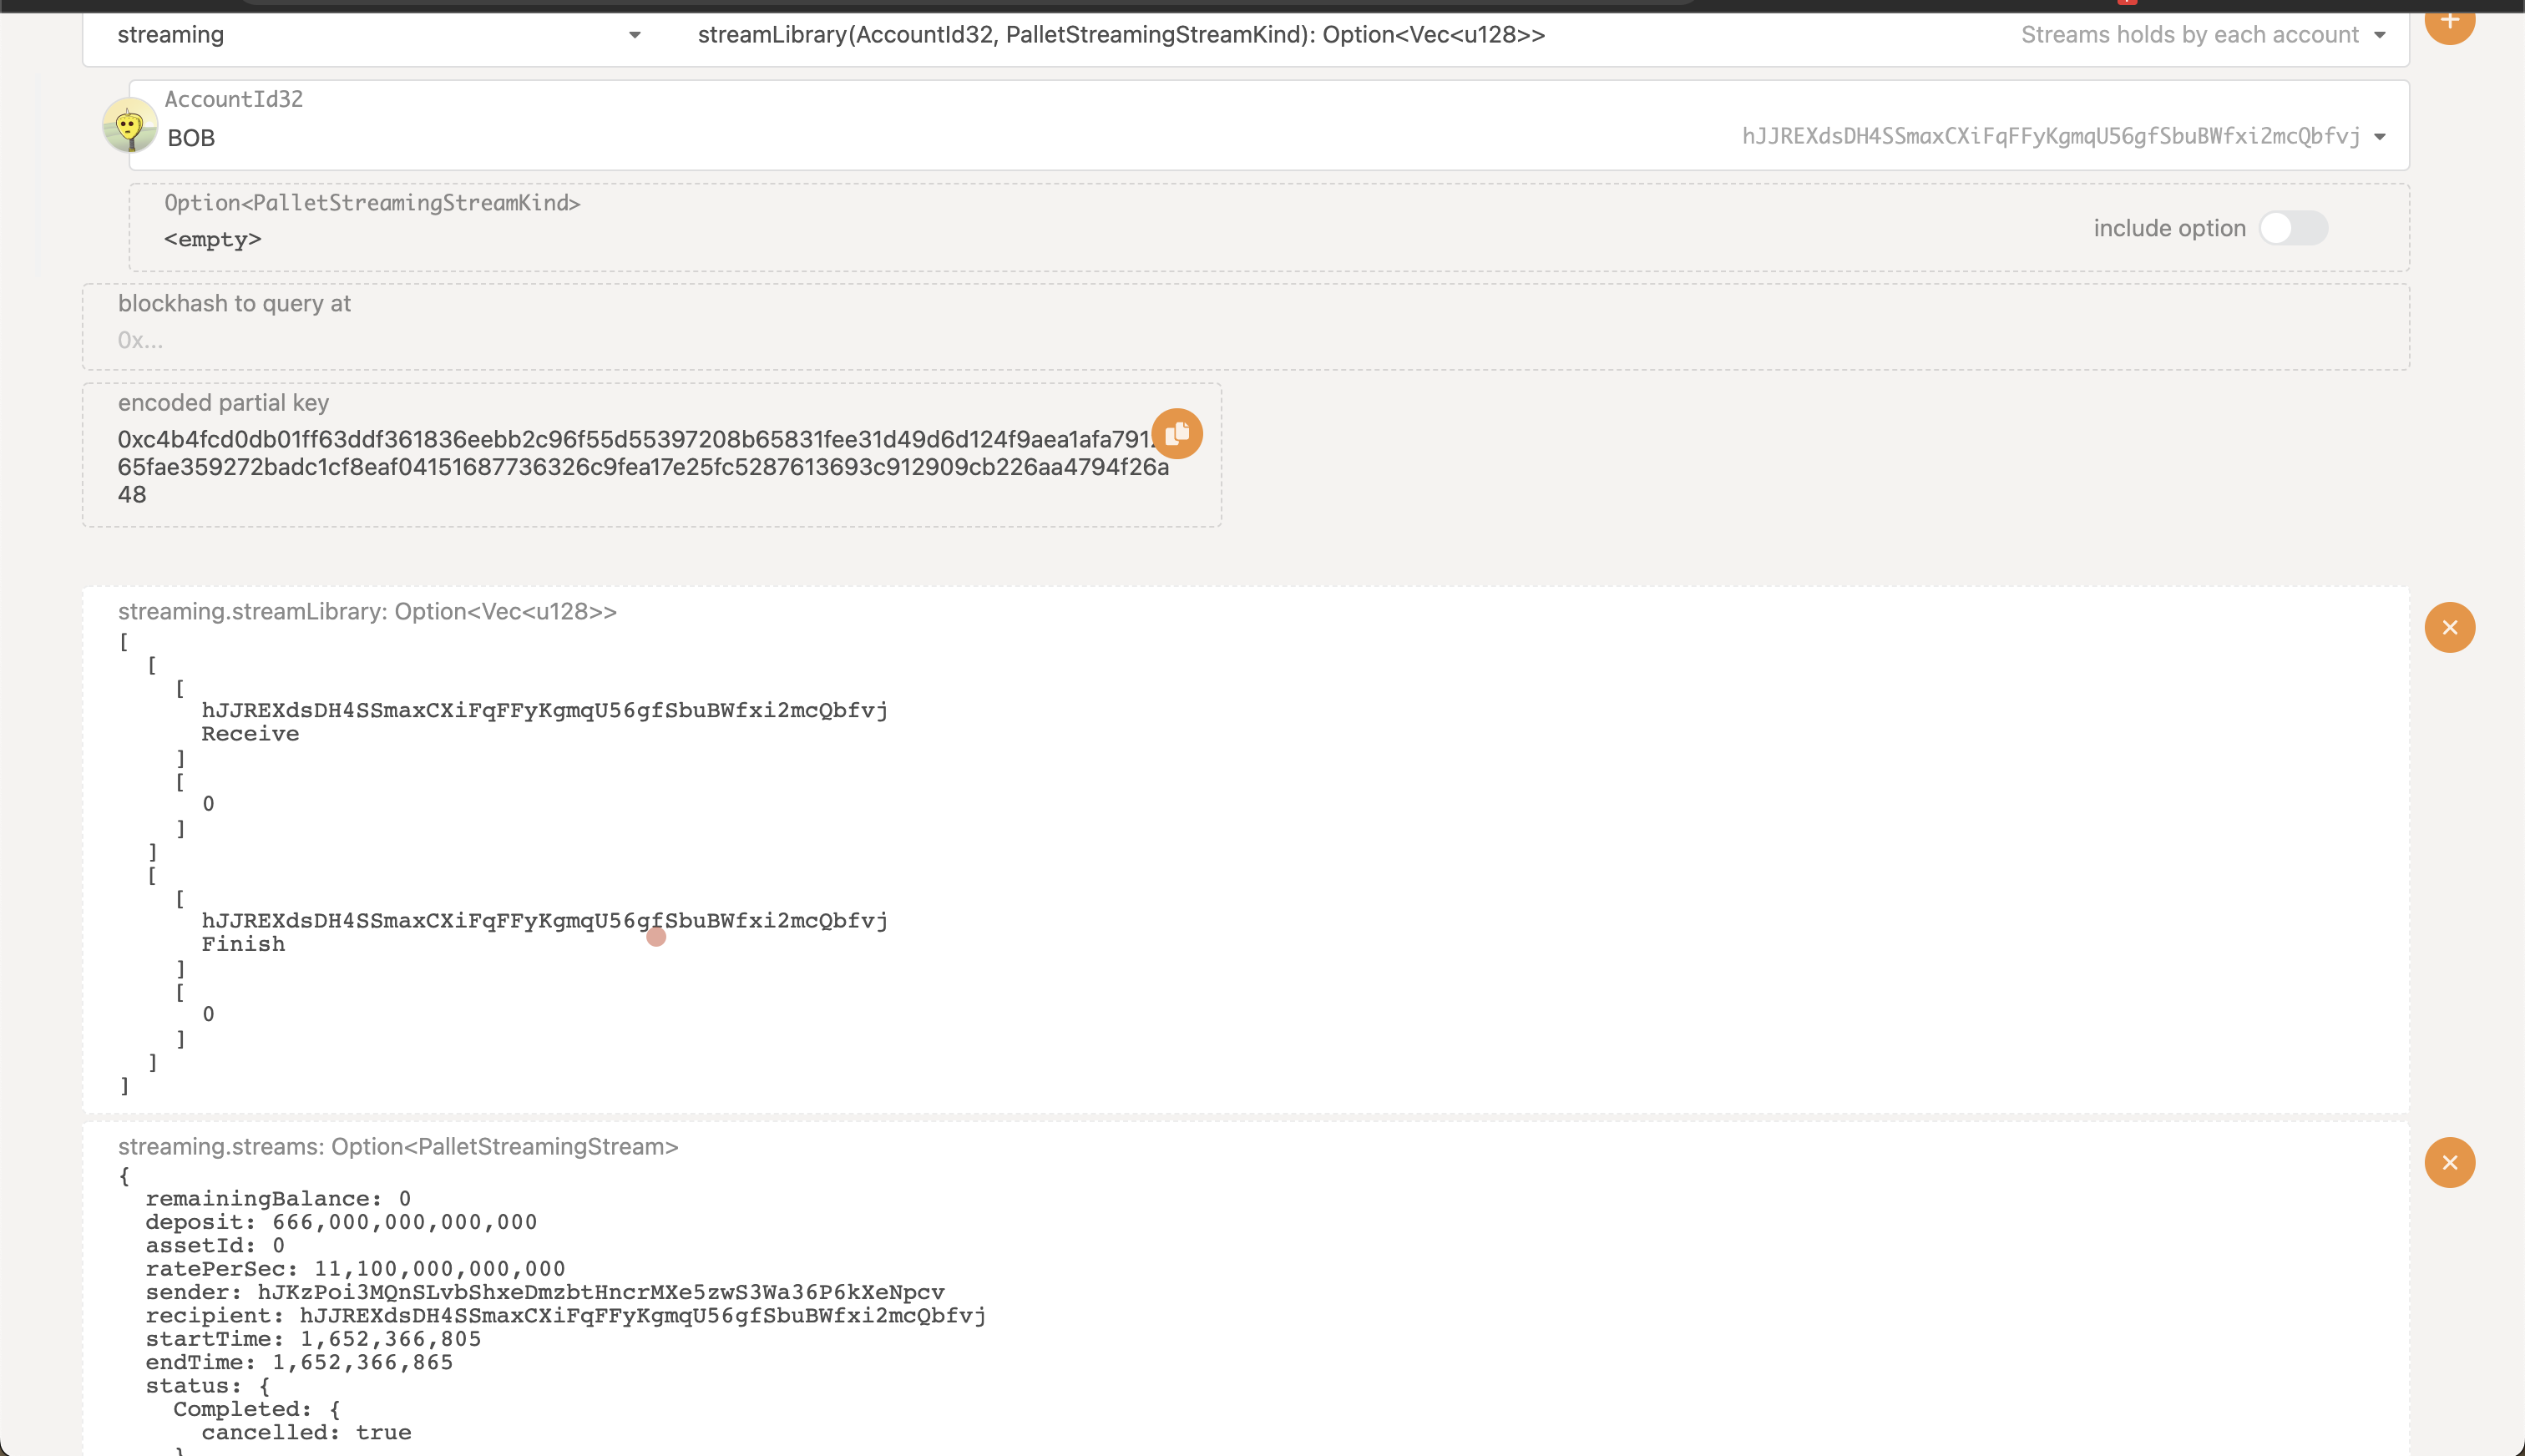 streaming
streamLibrary(AccountId32, PalletStreamingStreamKind): Option<Vec<u128>>
Streams holds by each account
AccountId32
BOB
hJJREXdsDH4SSmaxCXiFqFFyKgmqU56gfSbuBWfxi2mcQbfvj
Option<PalletStreamingStreamKind>
<empty>
include option
blockhash to query at
0x...
encoded partial key
0xc4b4fcd0db01ff63ddf361836eebb2c96f55d55397208b65831fee31d49d6d124f9aea1afa791
65fae359272badc1cf8eaf04151687736326c9fea17e25fc5287613693c912909cb226aa4794f26a
48
streaming.streamLibrary: Option<Vec<u128>>
[
[
[
hJJREXdsDH4SSmaxCXiFqFFyKgmqU56gfSbuBWfxi2mcQbfvj
Receive
]
[
0
]
]
[
[
hJJREXdsDH4SSmaxCXiFqFFyKgmqU56gfSbuBWfxi2mcQbfvj
Finish
]
[
0
]
]
]
streaming.streams: Option<PalletStreamingStream>
{
remainingBalance: 0
deposit: 666,000,000,000,000
assetId: 0
ratePerSec: 11,100,000,000,000
sender: hJKzPoi3MQnSLvbShxeDmzbtHncrMXe5zwS3Wa36P6kXeNpcv
recipient: hJJREXdsDH4SSmaxCXiFqFFyKgmqU56gfSbuBWfxi2mcQbfvj
startTime: 1,652,366,805
endTime: 1,652,366,865
status: {
Completed: {
cancelled: true
}